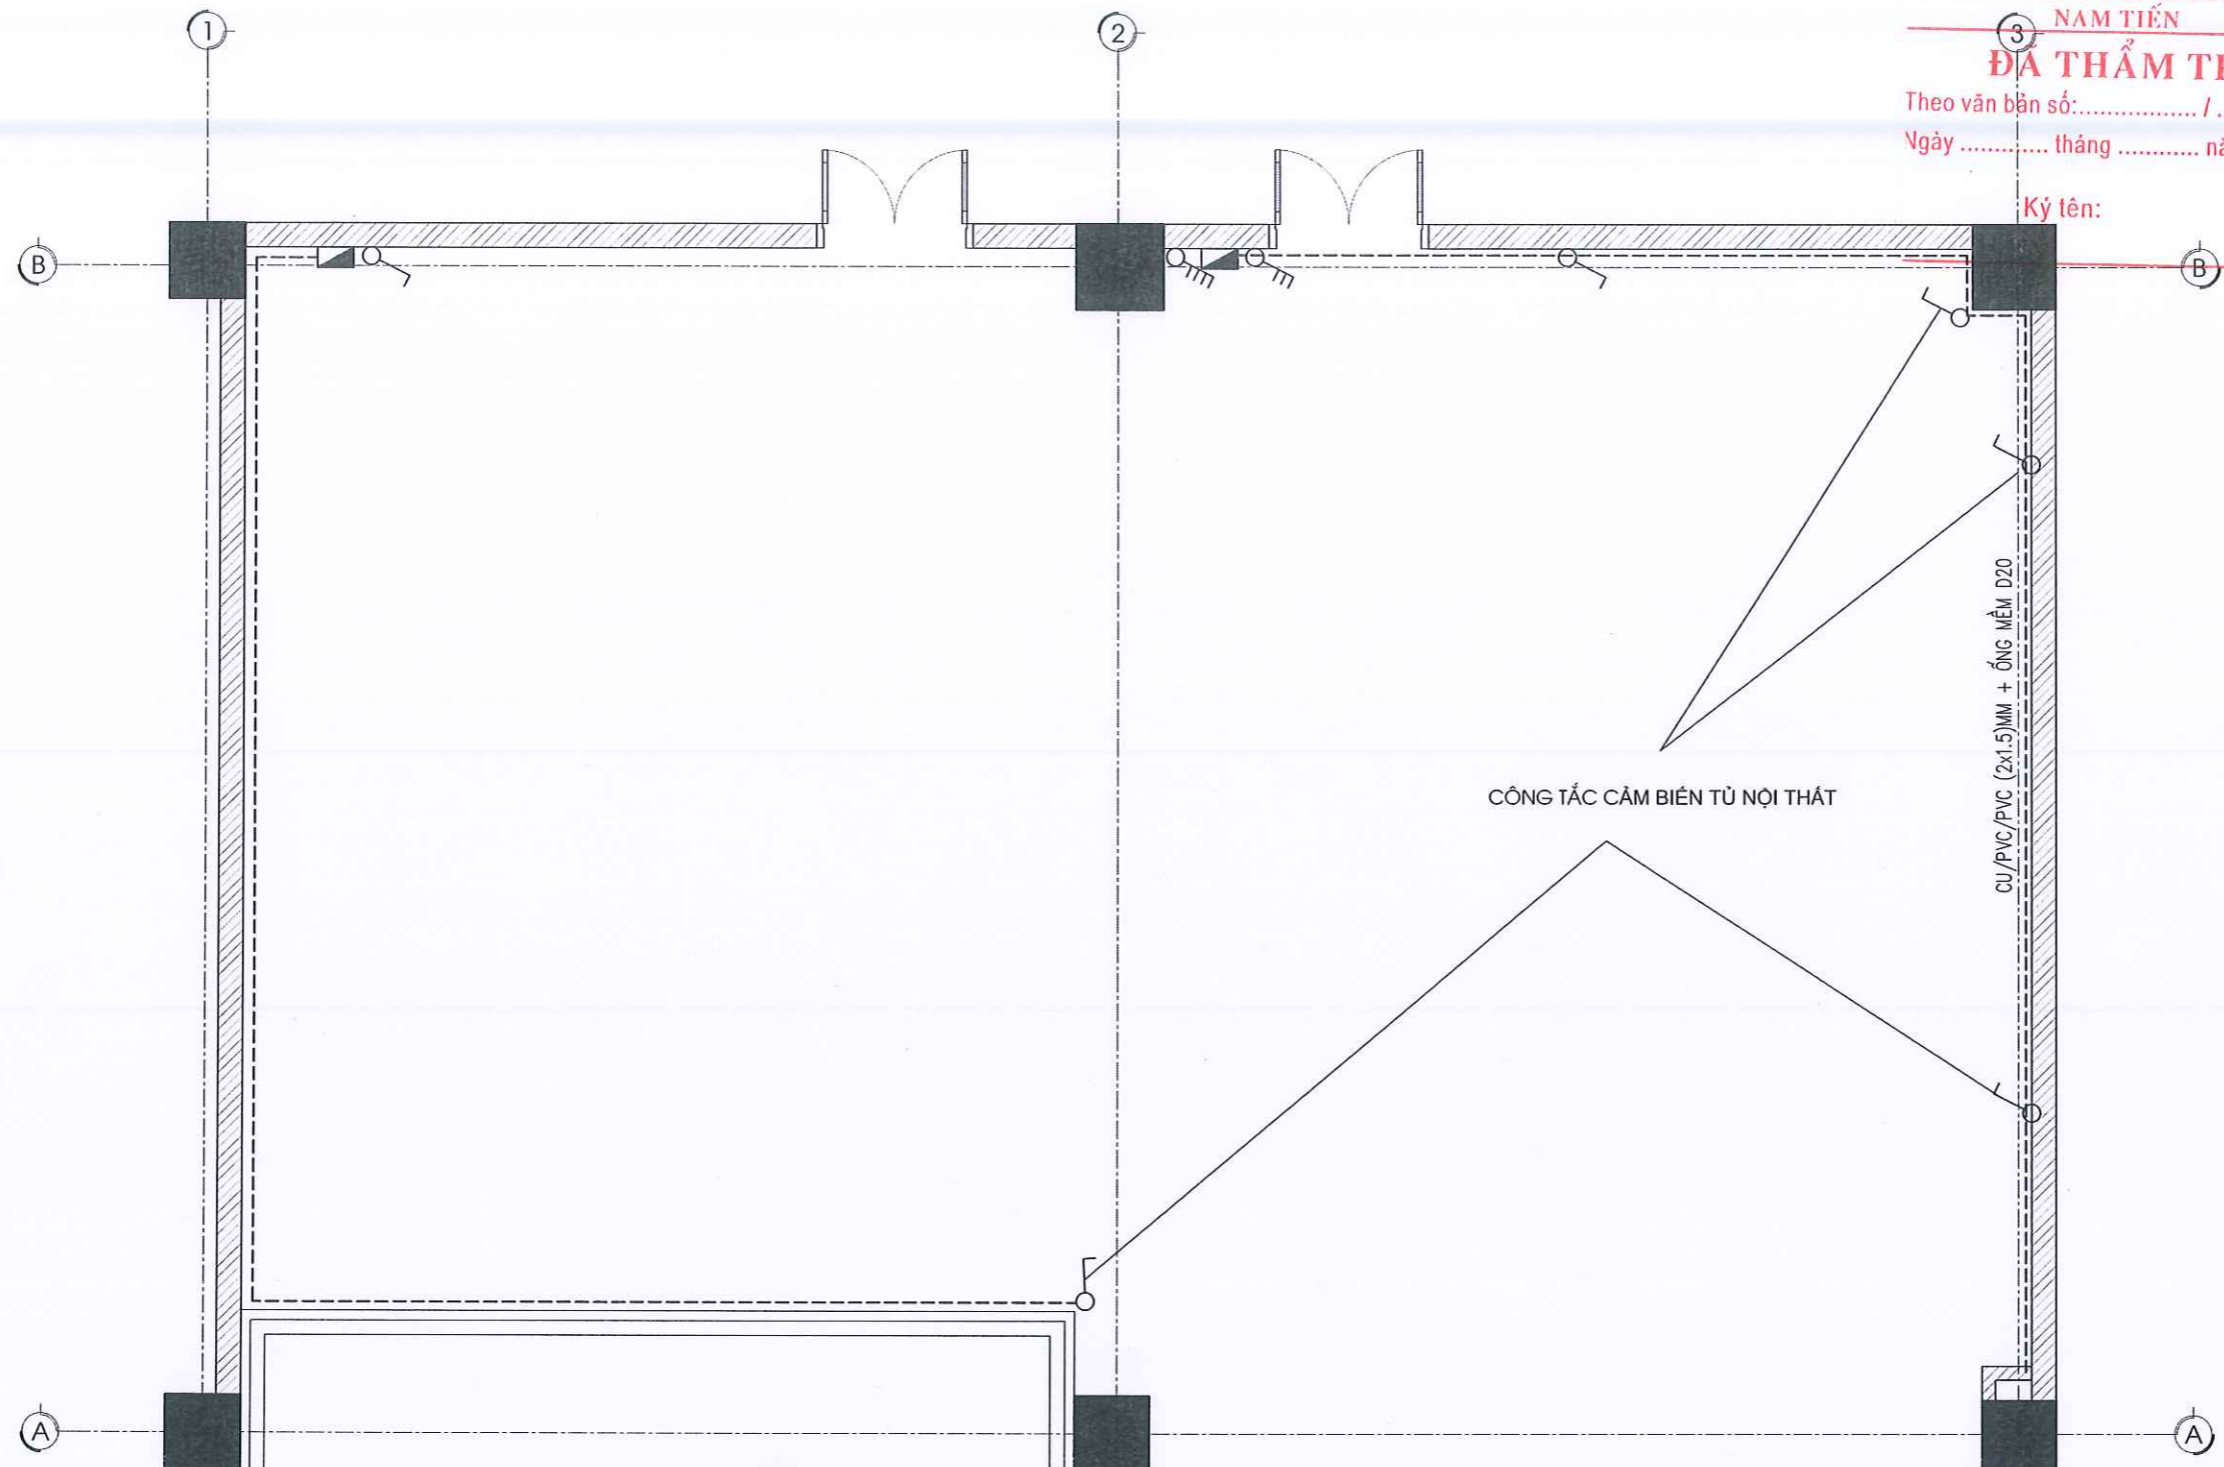 1
2
3
NAM TIẾN
ĐÃ THẨM
Theo văn bản số:................ / .
Ngày ............ tháng ...........
Ký tên:
B
B
CU/PVC/PVC (2x1.5)MM + ỐNG MỀM D20
CÔNG TẮC CẢM BIẾN TỦ NỘI THẤT
A
A